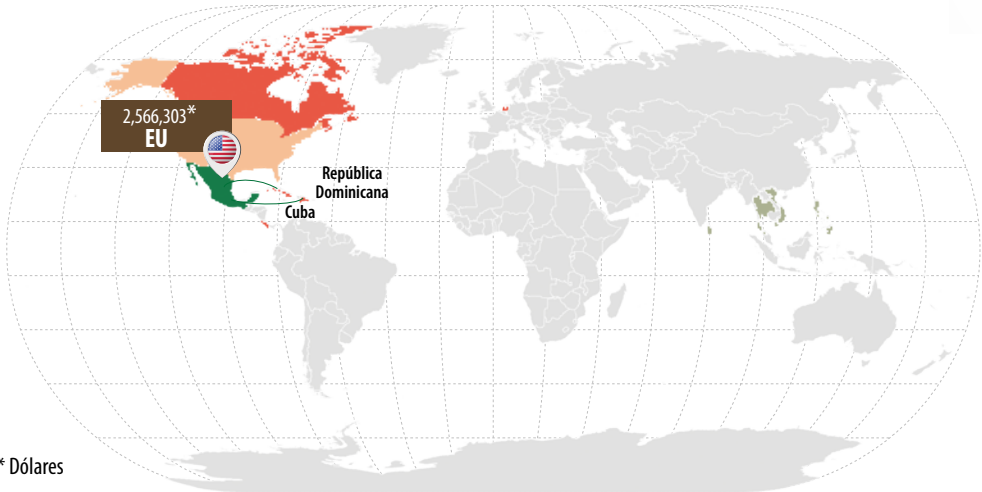 2,566,303*
EU
República
Dominicana
Cuba
* Dólares